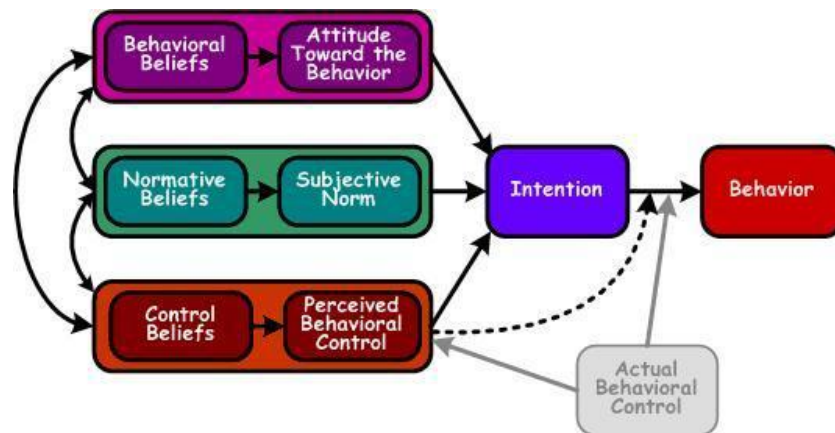 Behavioral
Beliefs
Attitude
Toward the
Behavior
Normative
Beliefs
Subjective
Norm
Intention
Behavior
Control
Beliefs
Perceived
Behavioral
Control
Actual
Behavioral
Control